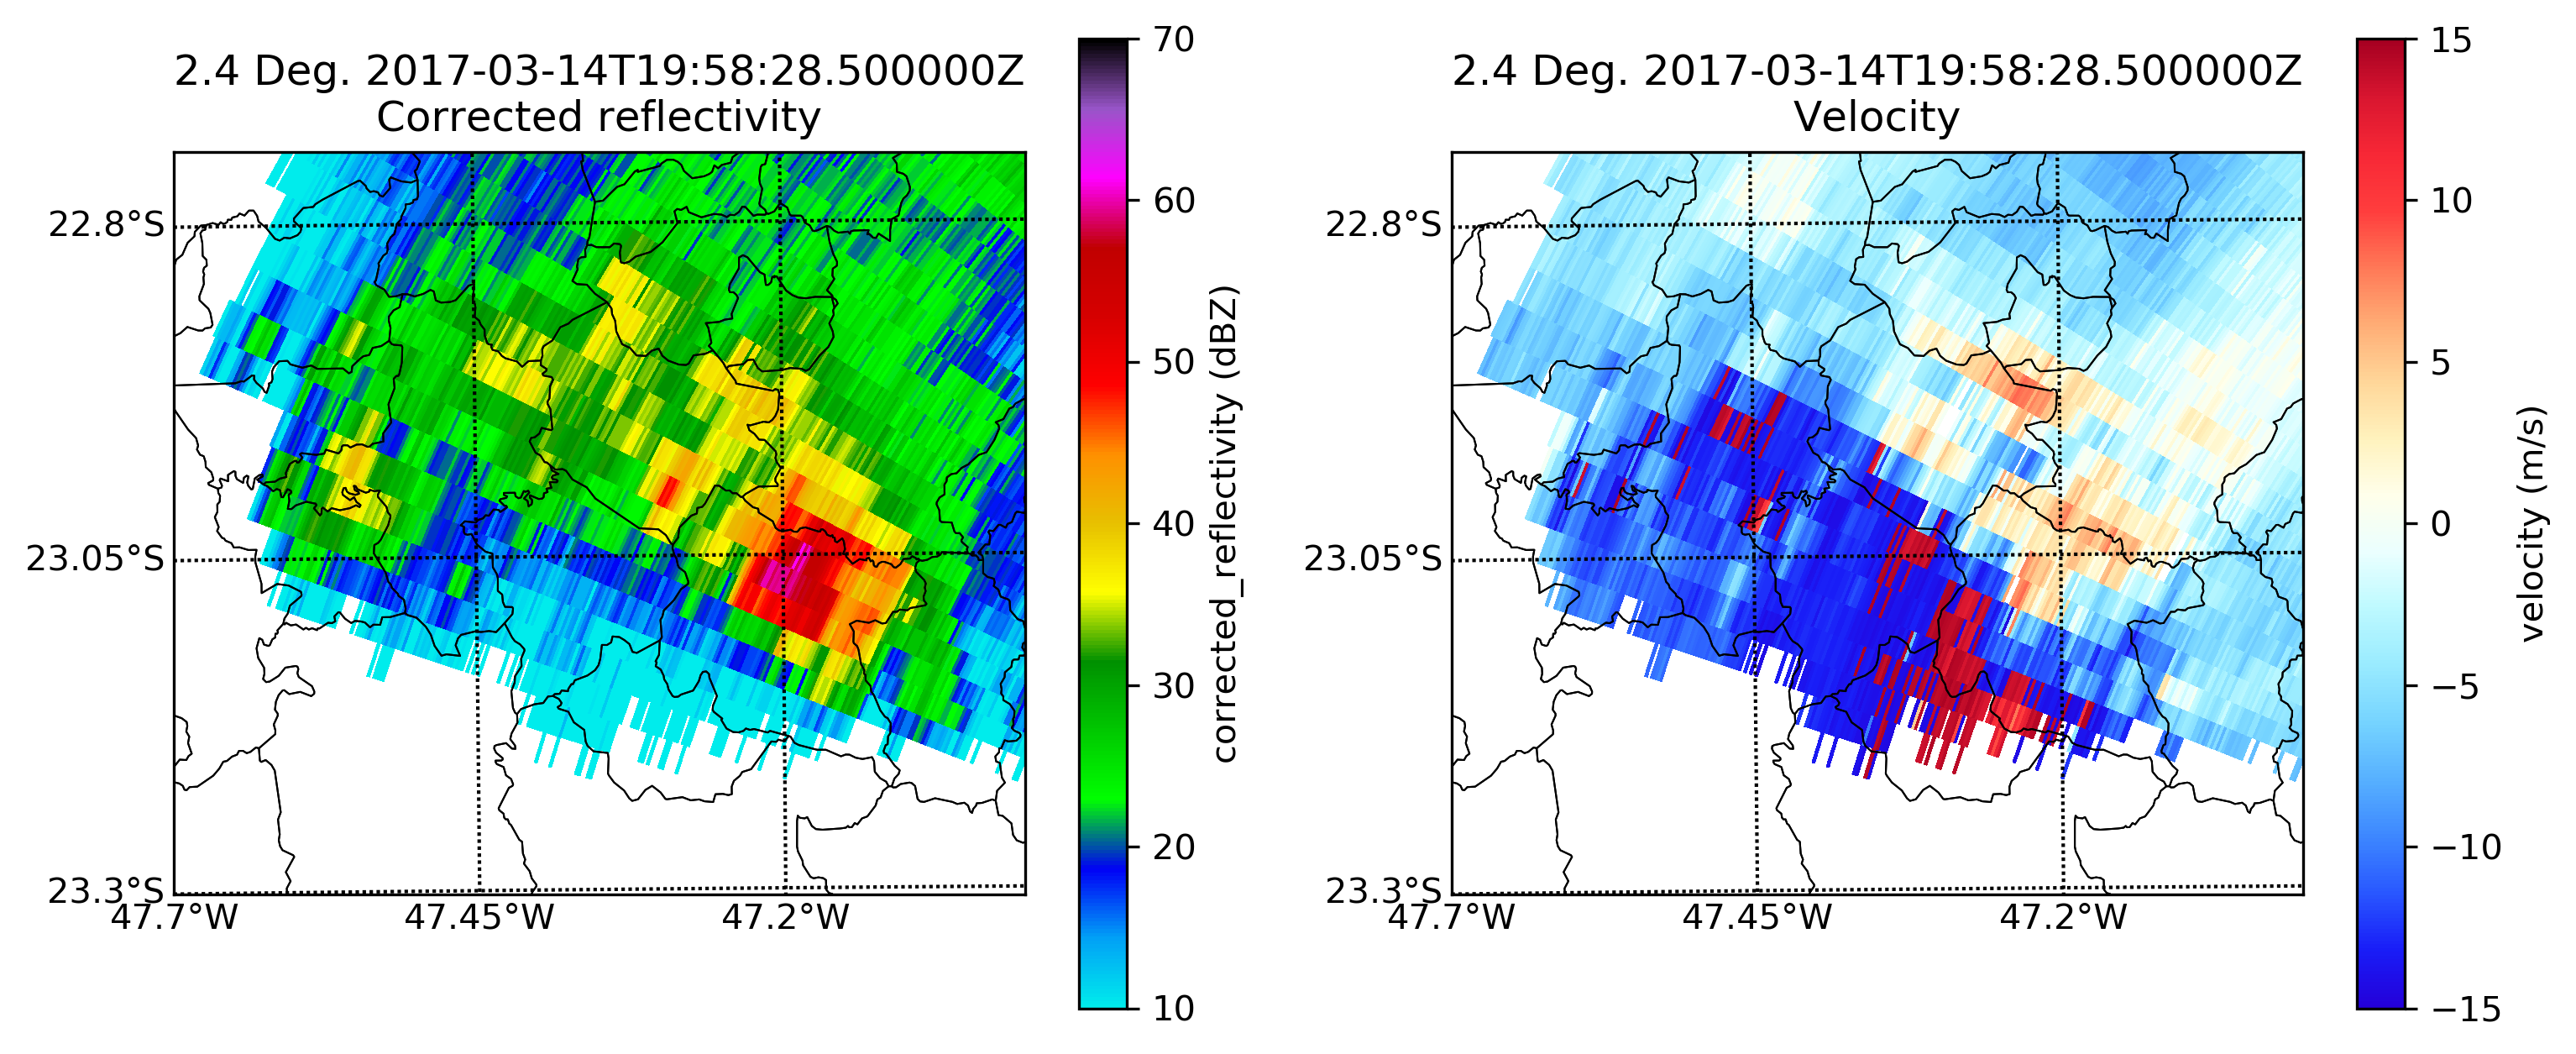 2.4 Deg. 2017-03-14T19:58:28.500000Z
Corrected reflectivity
22.8°S
23.05°S
23.3°S
47.7°W 47.45°W 47.2°W
70
60
50
40
30
20
10
corrected_reflectivity (dBZ)
2.4 Deg. 2017-03-14T19:58:28.500000Z
Velocity
22.8°S
23.05°S
23.3°S
47.7°W 47.45°W 47.2°W
15
10
5
0
−5
−10
−15
velocity (m/s)